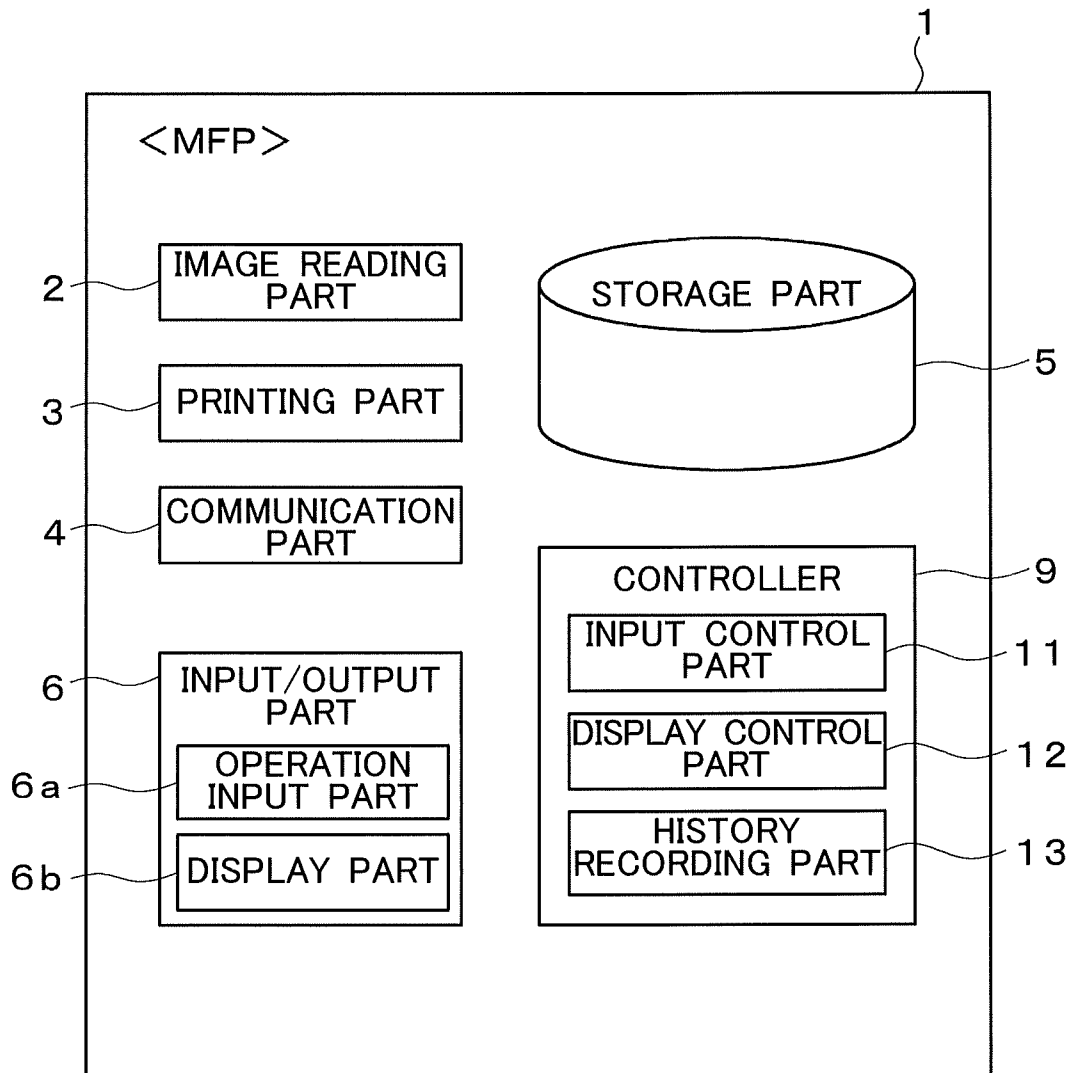 1
<MFP>
2
IMAGE READING
PART
3
PRINTING PART
4
COMMUNICATION
PART
6
INPUT/OUTPUT
PART
6a
OPERATION
INPUT PART
6b
DISPLAY PART
STORAGE PART
5
CONTROLLER
9
INPUT CONTROL
PART
11
DISPLAY CONTROL
PART
12
HISTORY
RECORDING PART
13